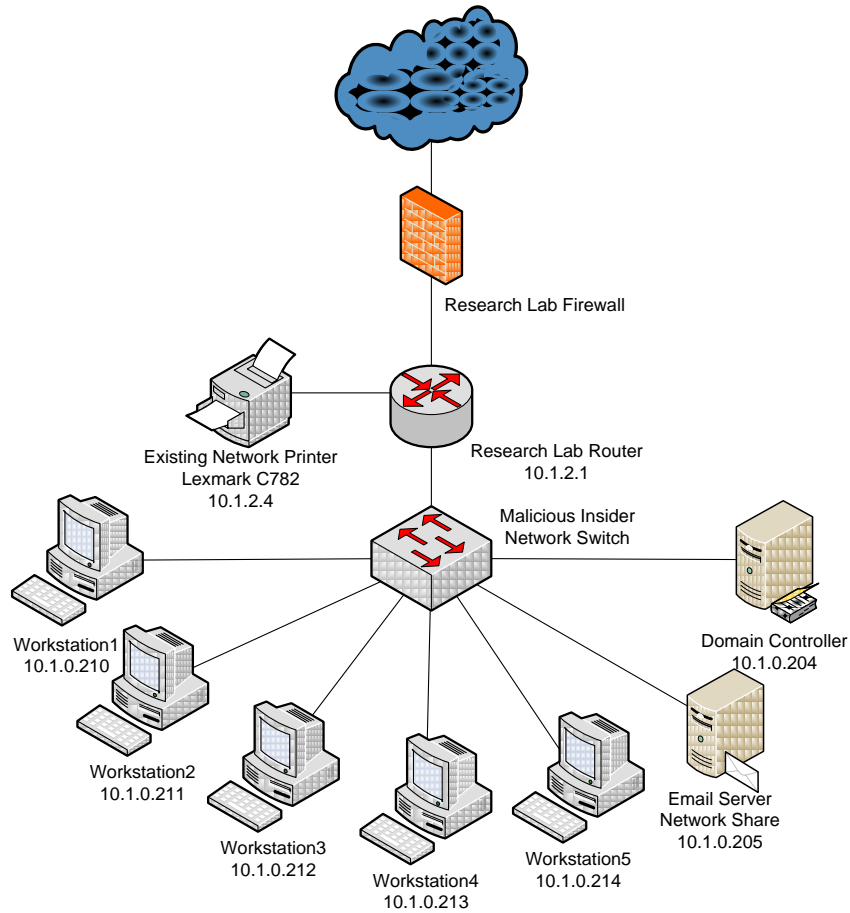 Research Lab Firewall
Existing Network Printer
Lexmark C782
10.1.2.4
Research Lab Router
10.1.2.1
Malicious Insider
Network Switch
Workstation1
10.1.0.210
Domain Controller
10.1.0.204
Workstation2
10.1.0.211
Workstation3
10.1.0.212
Workstation4
10.1.0.213
Workstation5
10.1.0.214
Email Server
Network Share
10.1.0.205